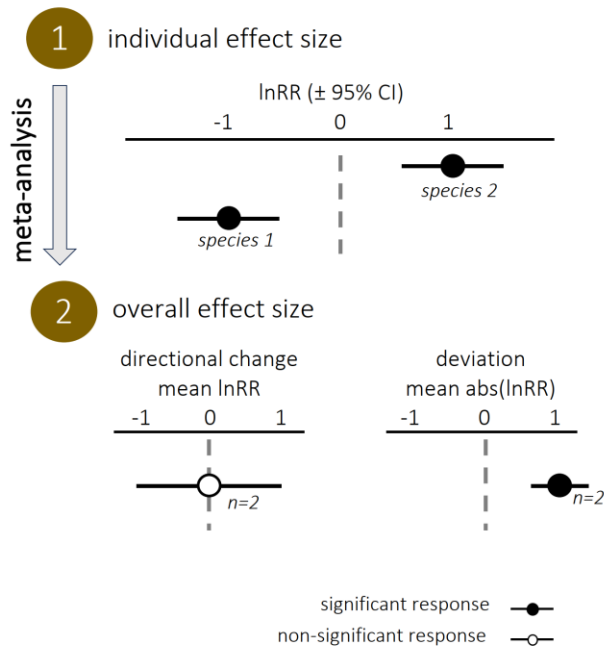 1 individual effect size
meta-analysis
lnRR (± 95% CI)
-1 0 1
species 2
species 1
2 overall effect size
directional change
mean lnRR
-1 0 1
n=2
deviation
mean abs(lnRR)
-1 0 1
n=2
significant response
non-significant response